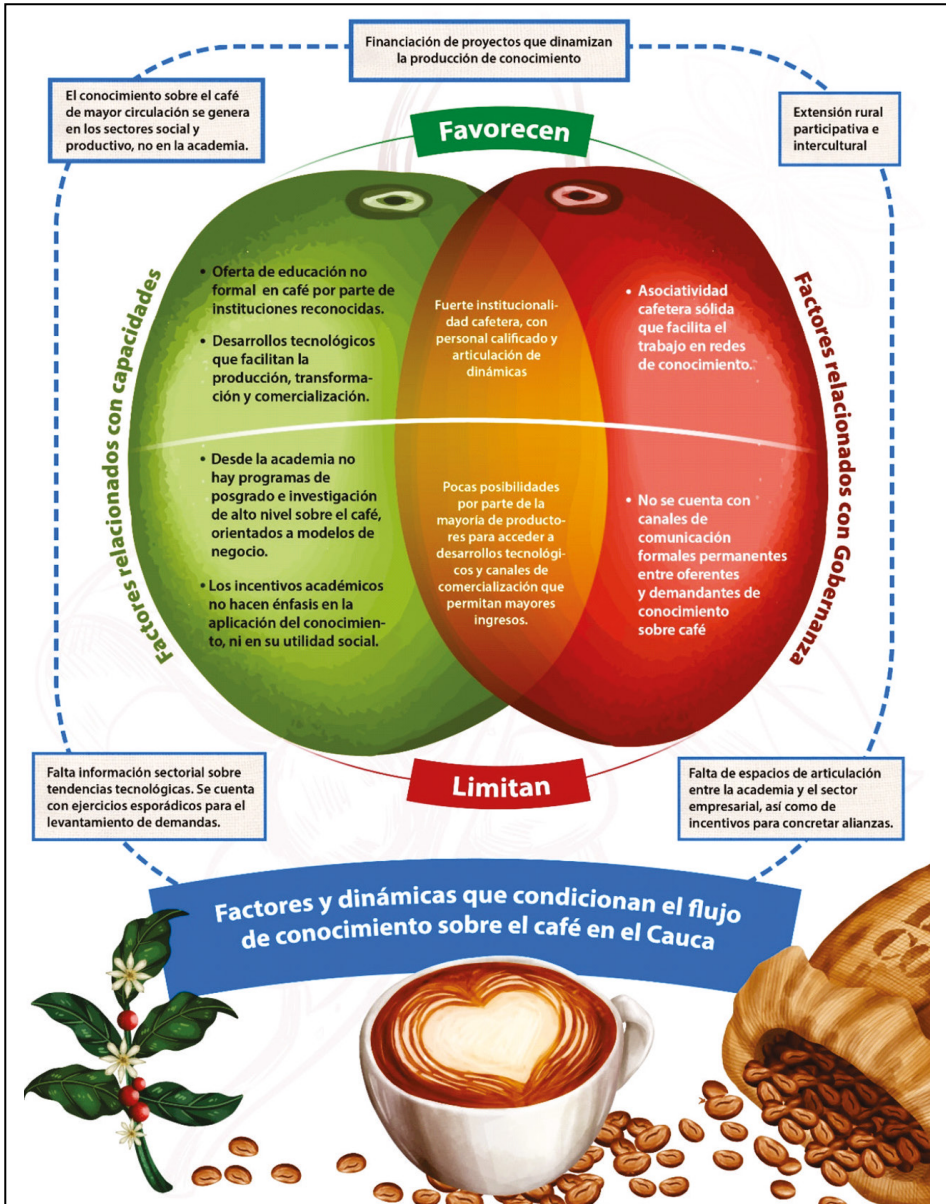 Financiación de proyectos que dinamizan
la producción de conocimiento
El conocimiento sobre el café
de mayor circulación se genera
en los sectores social y
productivo, no en la academia.
Extensión rural
participativa e
intercultural
Favorecen
Factores relacionados con capacidades
• Oferta de educación no
formal en café por parte de
instituciones reconocidas.
• Desarrollos tecnológicos
que facilitan la
producción, transforma-
ción y comercialización.
Fuerte institucionali-
dad cafetera, con
personal calificado y
articulación de
dinámicas
• Asociatividad
cafetera sólida
que facilita el
trabajo en redes
de conocimiento.
Factores relacionados con Gobernanza
• Desde la academia no
hay programas de
posgrado e investigación
de alto nivel sobre el café,
orientados a modelos de
negocio.
• Los incentivos académicos
no hacen énfasis en la
aplicación del conocimien-
to, ni en su utilidad social.
Pocas posibilidades
por parte de la
mayoría de producto-
res para acceder a
desarrollos tecnológi-
cos y canales de
comercialización que
permitan mayores
ingresos.
• No se cuenta con
canales de
comunicación
formales permanentes
entre oferentes
y demandantes de
conocimiento
sobre café
Limitan
Falta información sectorial sobre
tendencias tecnológicas. Se cuenta
con ejercicios esporádicos para el
levantamiento de demandas.
Falta de espacios de articulación
entre la academia y el sector
empresarial, así como de
incentivos para concretar alianzas.
Factores y dinámicas que condicionan el flujo
de conocimiento sobre el café en el Cauca